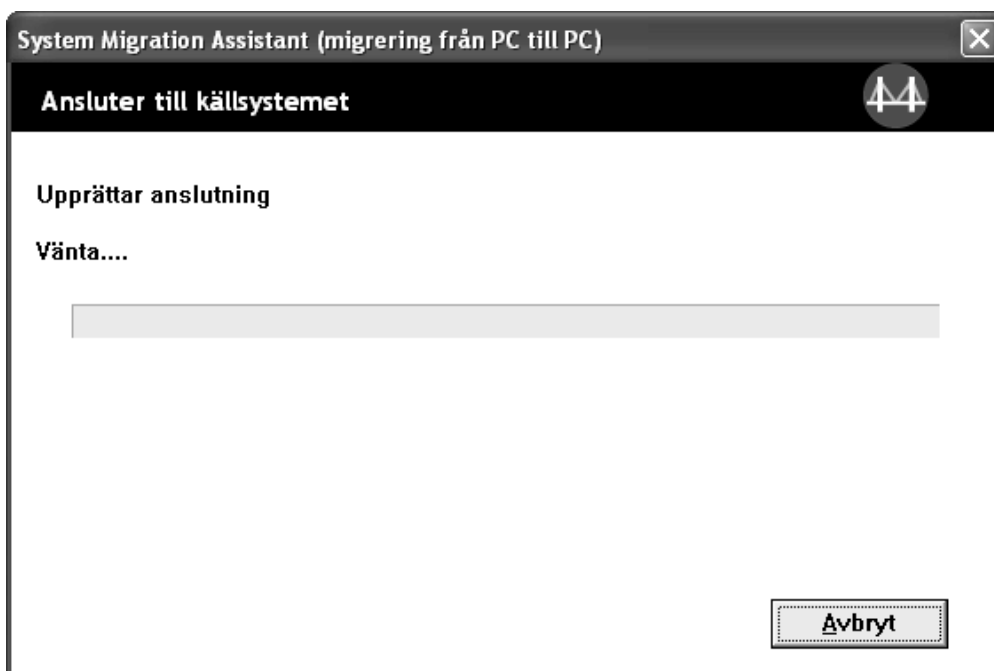 System Migration Assistant (migrering från PC till PC)
Ansluter till källsystemet
Upprättar anslutning
Vänta....
Avbryt